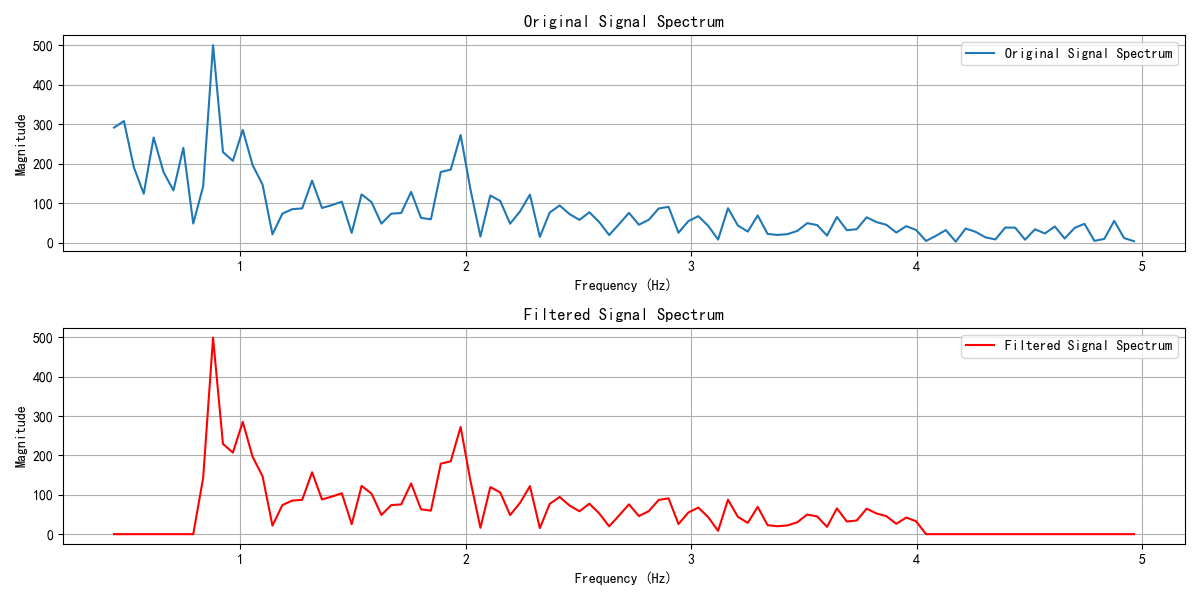 Original Signal Spectrum
500
400
300
200
100
0
Magnitude
Original Signal Spectrum
1
2
3
4
5
Frequency (Hz)
Filtered Signal Spectrum
500
400
300
200
100
0
Magnitude
Filtered Signal Spectrum
1
2
3
4
5
Frequency (Hz)